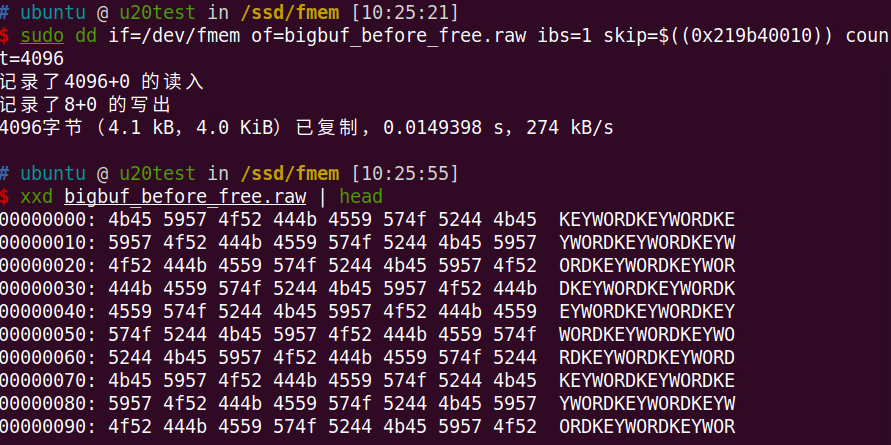 # ubuntu @ u20test in /ssd/fmem [10:25:21]
$ sudo dd if=/dev/fmem of=bigbuf_before_free.raw ibs=1 skip=$((0x219b40010)) coun
t=4096
记录了4096+0 的读入
记录了8+0 的写出
4096字节（4.1 kB，4.0 KiB）已复制，0.0149398 s，274 kB/s

# ubuntu @ u20test in /ssd/fmem [10:25:55]
$ xxd bigbuf_before_free.raw | head
00000000: 4b45 5957 4f52 444b 4559 574f 5244 4b45  KEYWORDKEYWORDKE
00000010: 5957 4f52 444b 4559 574f 5244 4b45 5957  YWORDKEYWORDKEYW
00000020: 4f52 444b 4559 574f 5244 4b45 5957 4f52  ORDKEYWORDKEYWOR
00000030: 444b 4559 574f 5244 4b45 5957 4f52 444b  DKEYWORDKEYWORDK
00000040: 4559 574f 5244 4b45 5957 4f52 444b 4559  EYWORDKEYWORDKEY
00000050: 574f 5244 4b45 5957 4f52 444b 4559 574f  WORDKEYWORDKEYWO
00000060: 5244 4b45 5957 4f52 444b 4559 574f 5244  RDKEYWORDKEYWORD
00000070: 4b45 5957 4f52 444b 4559 574f 5244 4b45  KEYWORDKEYWORDKE
00000080: 5957 4f52 444b 4559 574f 5244 4b45 5957  YWORDKEYWORDKEYW
00000090: 4f52 444b 4559 574f 5244 4b45 5957 4f52  ORDKEYWORDKEYWOR